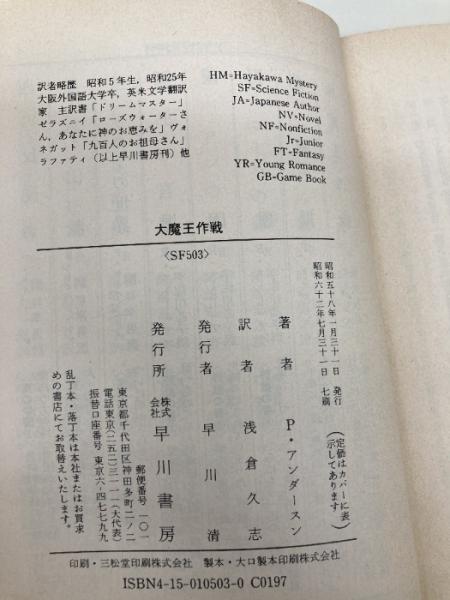 訳者略歴　昭和5年生，昭和25年
大阪外国語大学卒，英米文学翻訳
家　主訳書「ドリームマスター」
ゼラズニイ「ローズウォーターさ
ん，あなたに神のお恵みを」ヴォ
ネガット「九百人のお祖母さん」
ラファティ（以上早川書房刊）他
HM=Hayakawa Mystery
SF=Science Fiction
JA=Japanese Author
NV=Novel
NF=Nonfiction
Jr=Junior
FT=Fantasy
YR=Young Romance
GB=Game Book
大魔王作戦
〈SF503〉
昭和五十八年一月三十一日　発行
昭和六十二年七月三十一日　七刷
（定価はカバーに表
示してあります）
著者　P・アンダースン
訳者　浅倉久志
発行者　早川清
発行所　株式会社　早川書房
郵便番号　一〇一
東京都千代田区神田多町二ノ二
電話東京（二五二）三一一一（大代表）
振替口座番号　東京六-四七七九九
乱丁本・落丁本は本社またはお買求
めの書店にてお取替えいたします。
印刷・三松堂印刷株式会社　製本・大口製本印刷株式会社
ISBN4-15-010503-0 C0197